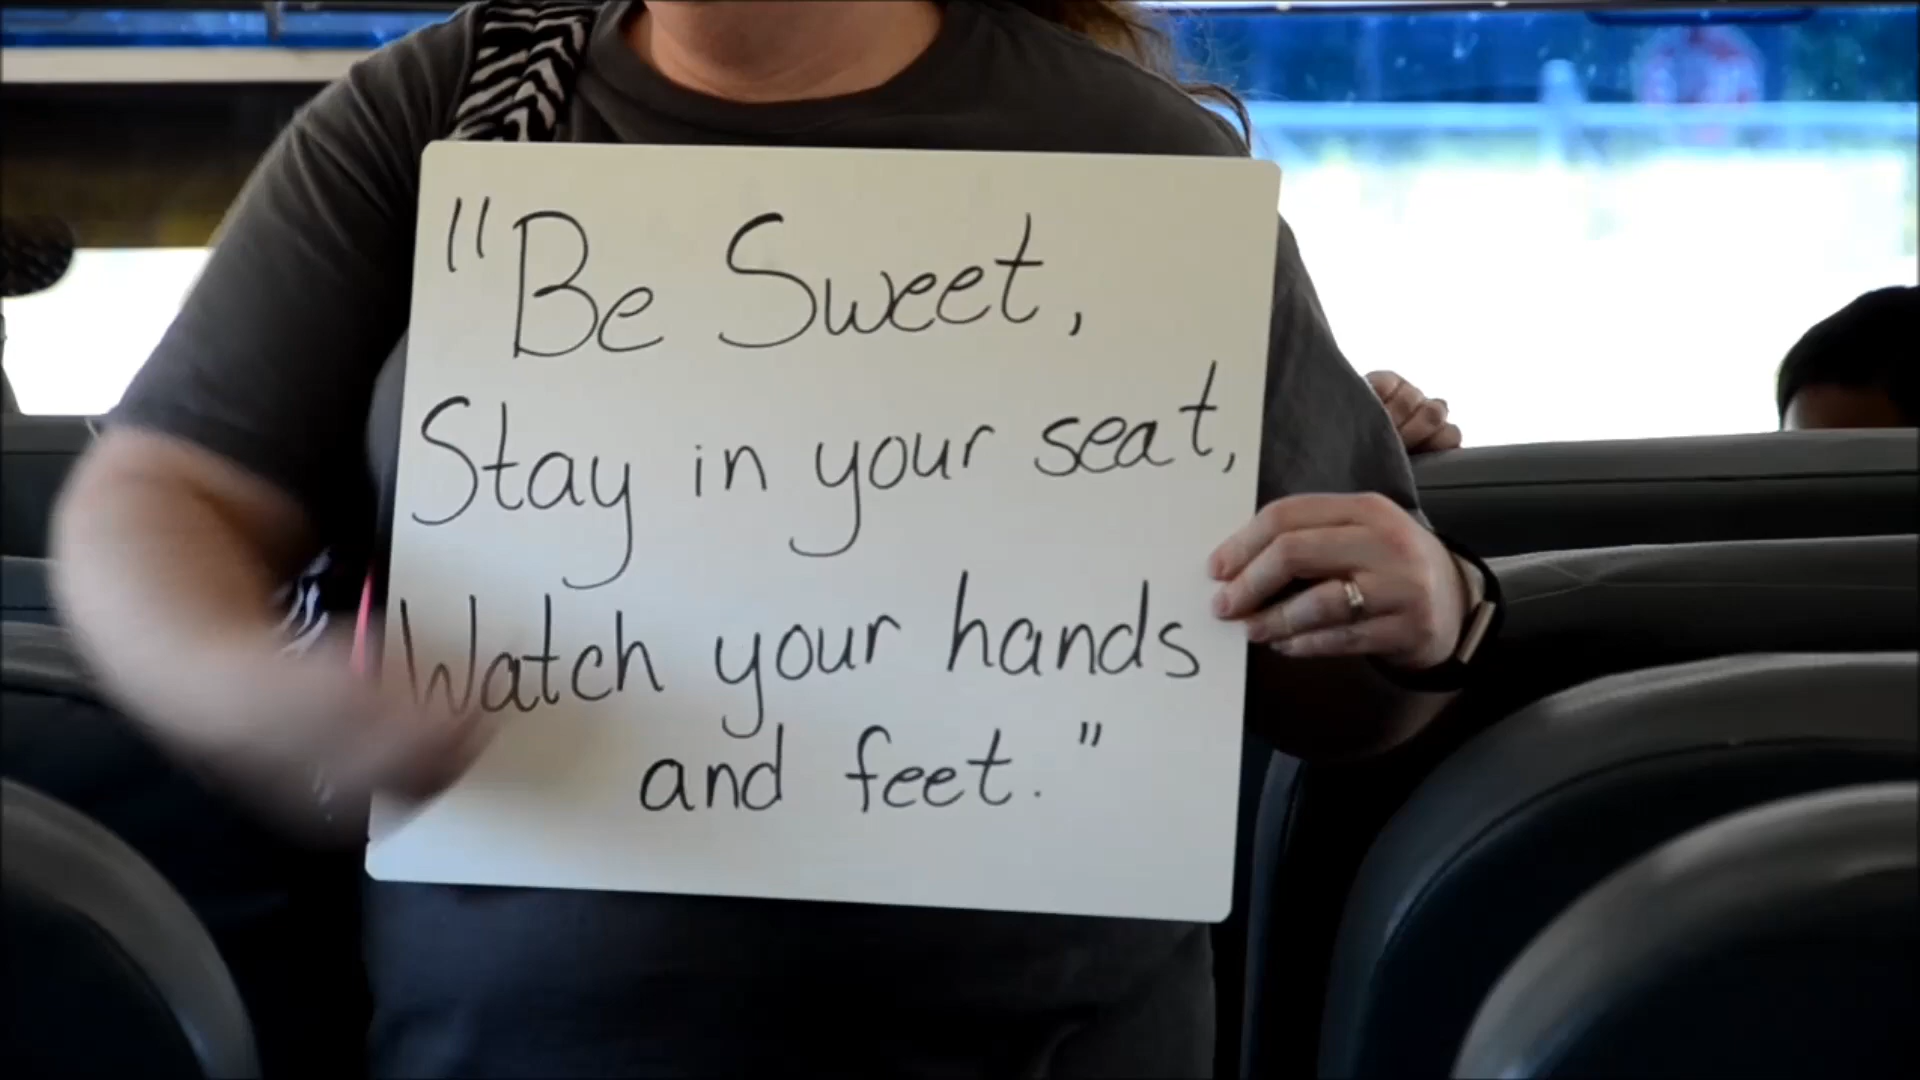 "Be Sweet,
Stay in your seat,
Watch your hands
and feet."